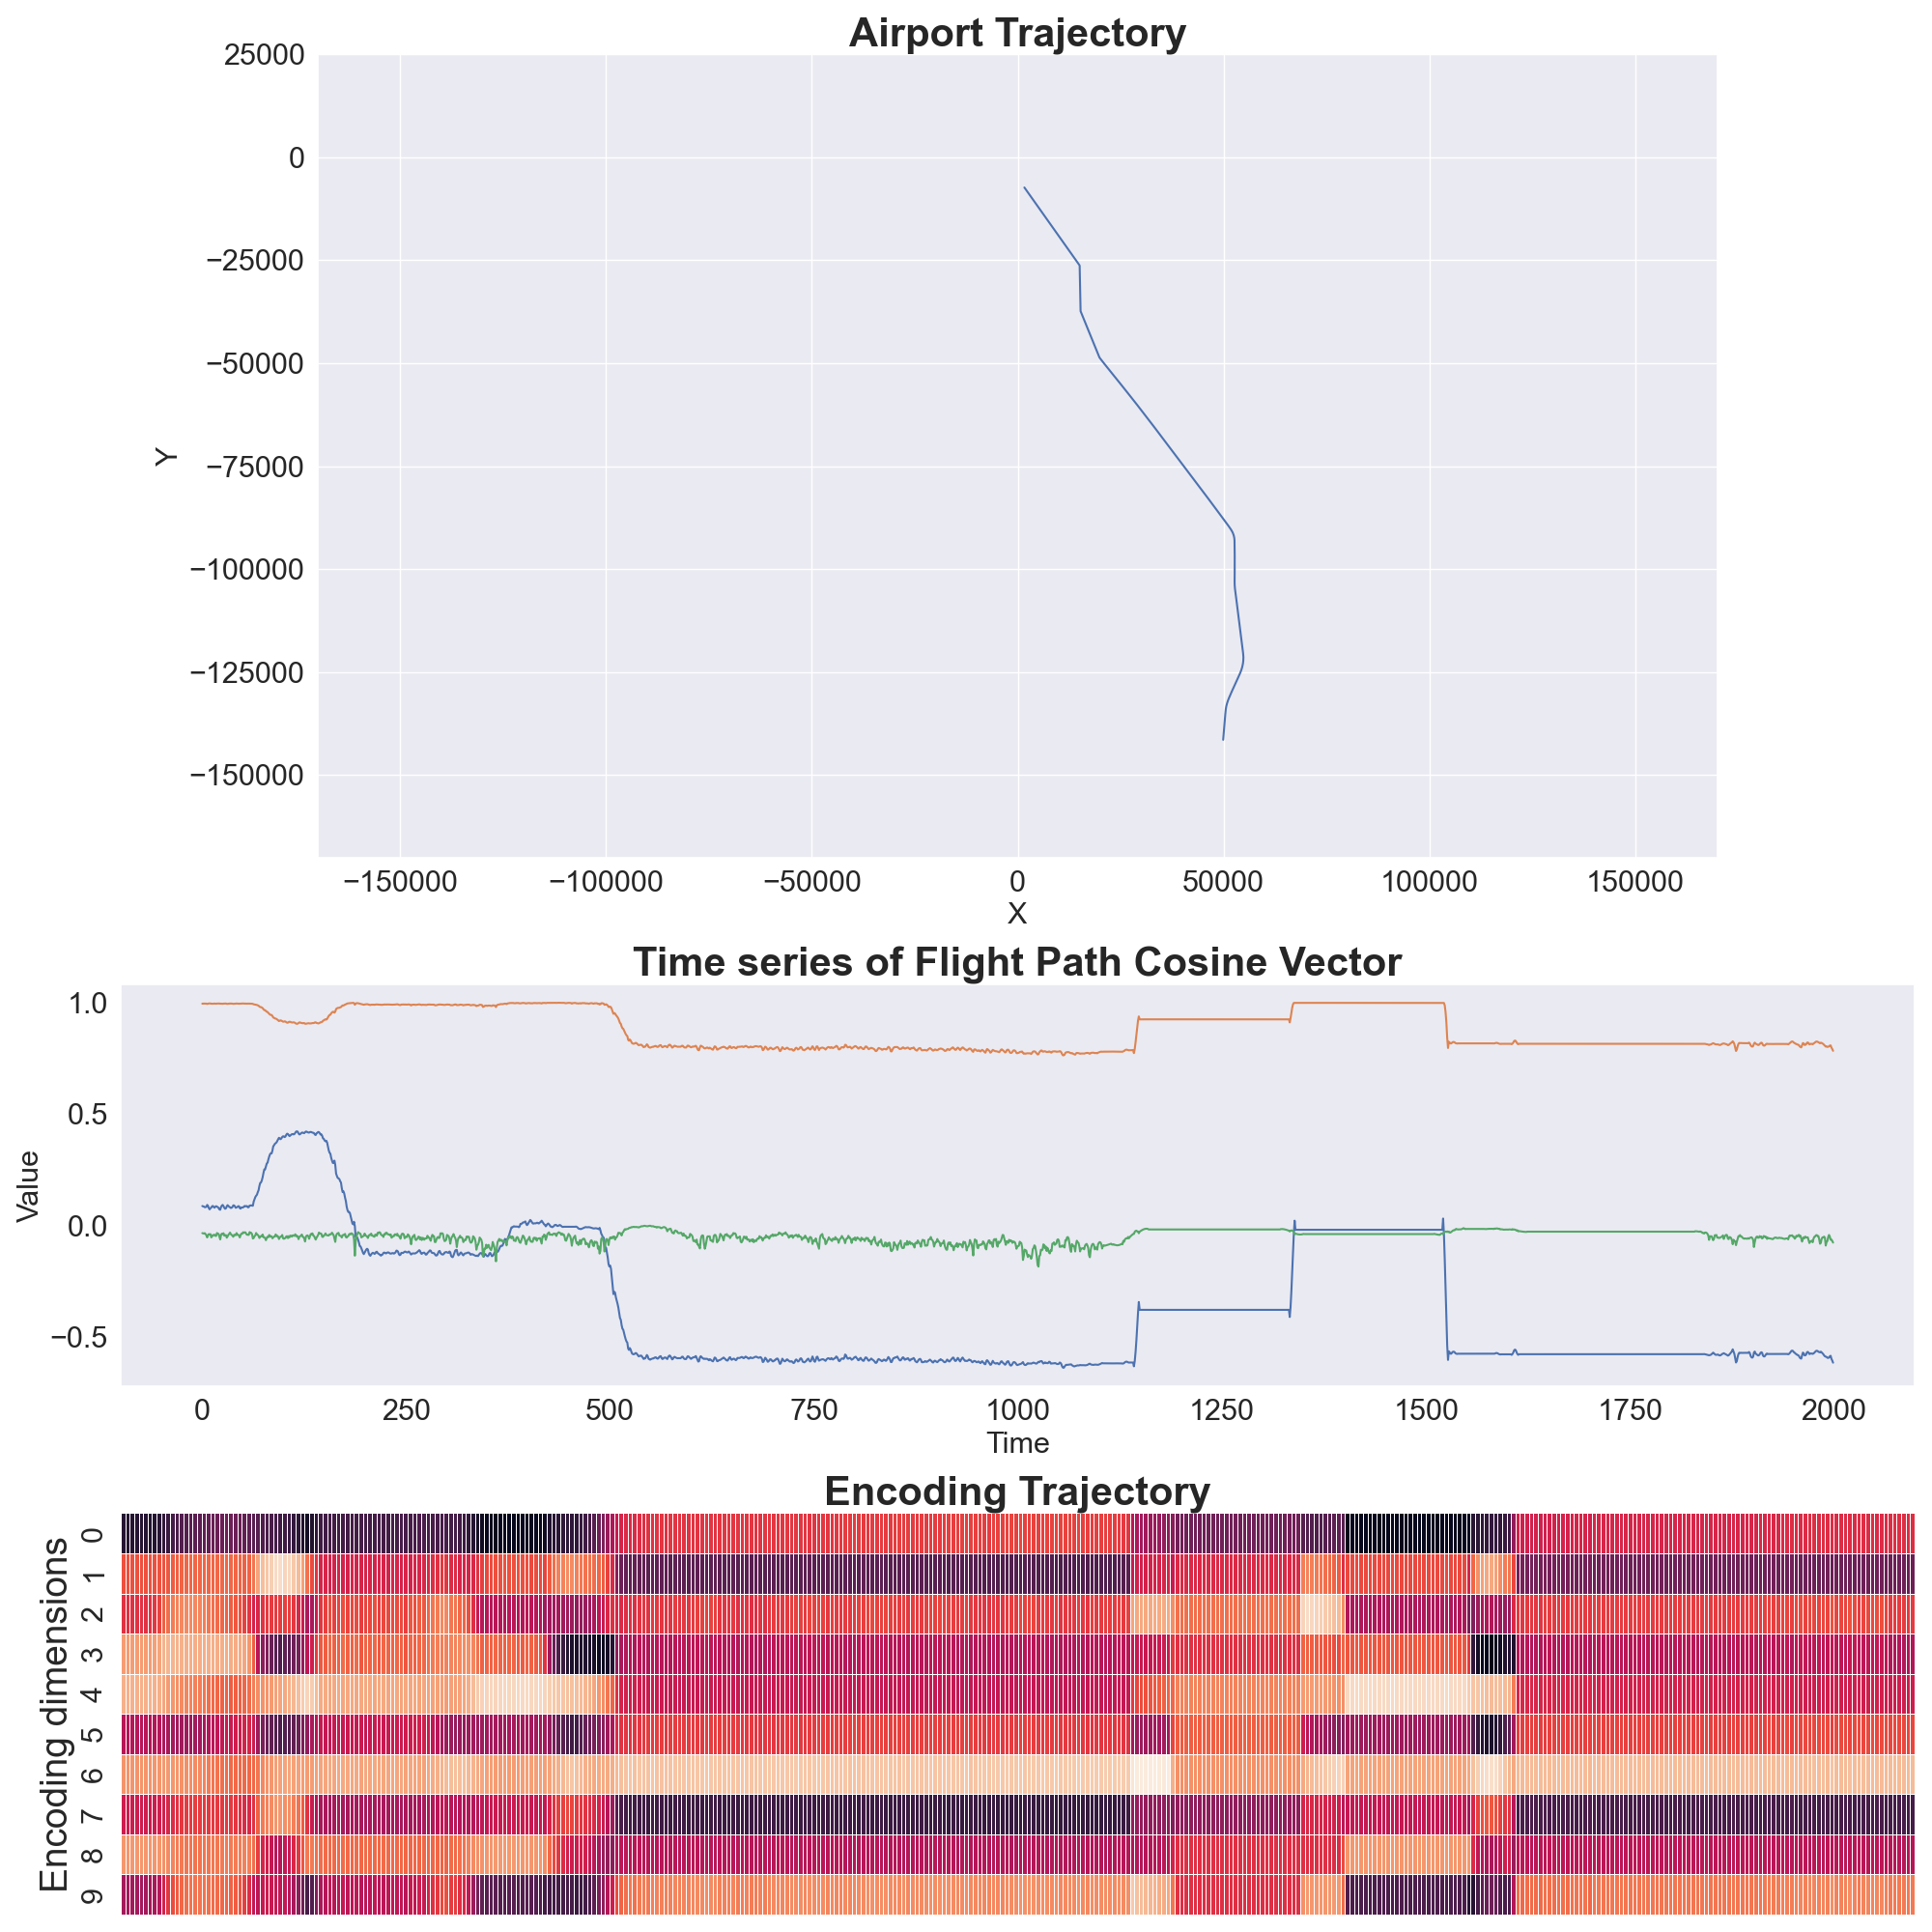 Airport Trajectory
25000
0
−25000
−50000
−75000
−100000
−125000
−150000
Y
−150000 −100000 −50000 0 50000 100000 150000
X
Time series of Flight Path Cosine Vector
1.0
0.5
0.0
−0.5
Value
0 250 500 750 1000 1250 1500 1750 2000
Time
Encoding Trajectory
Encoding dimensions
0
1
2
3
4
5
6
7
8
9